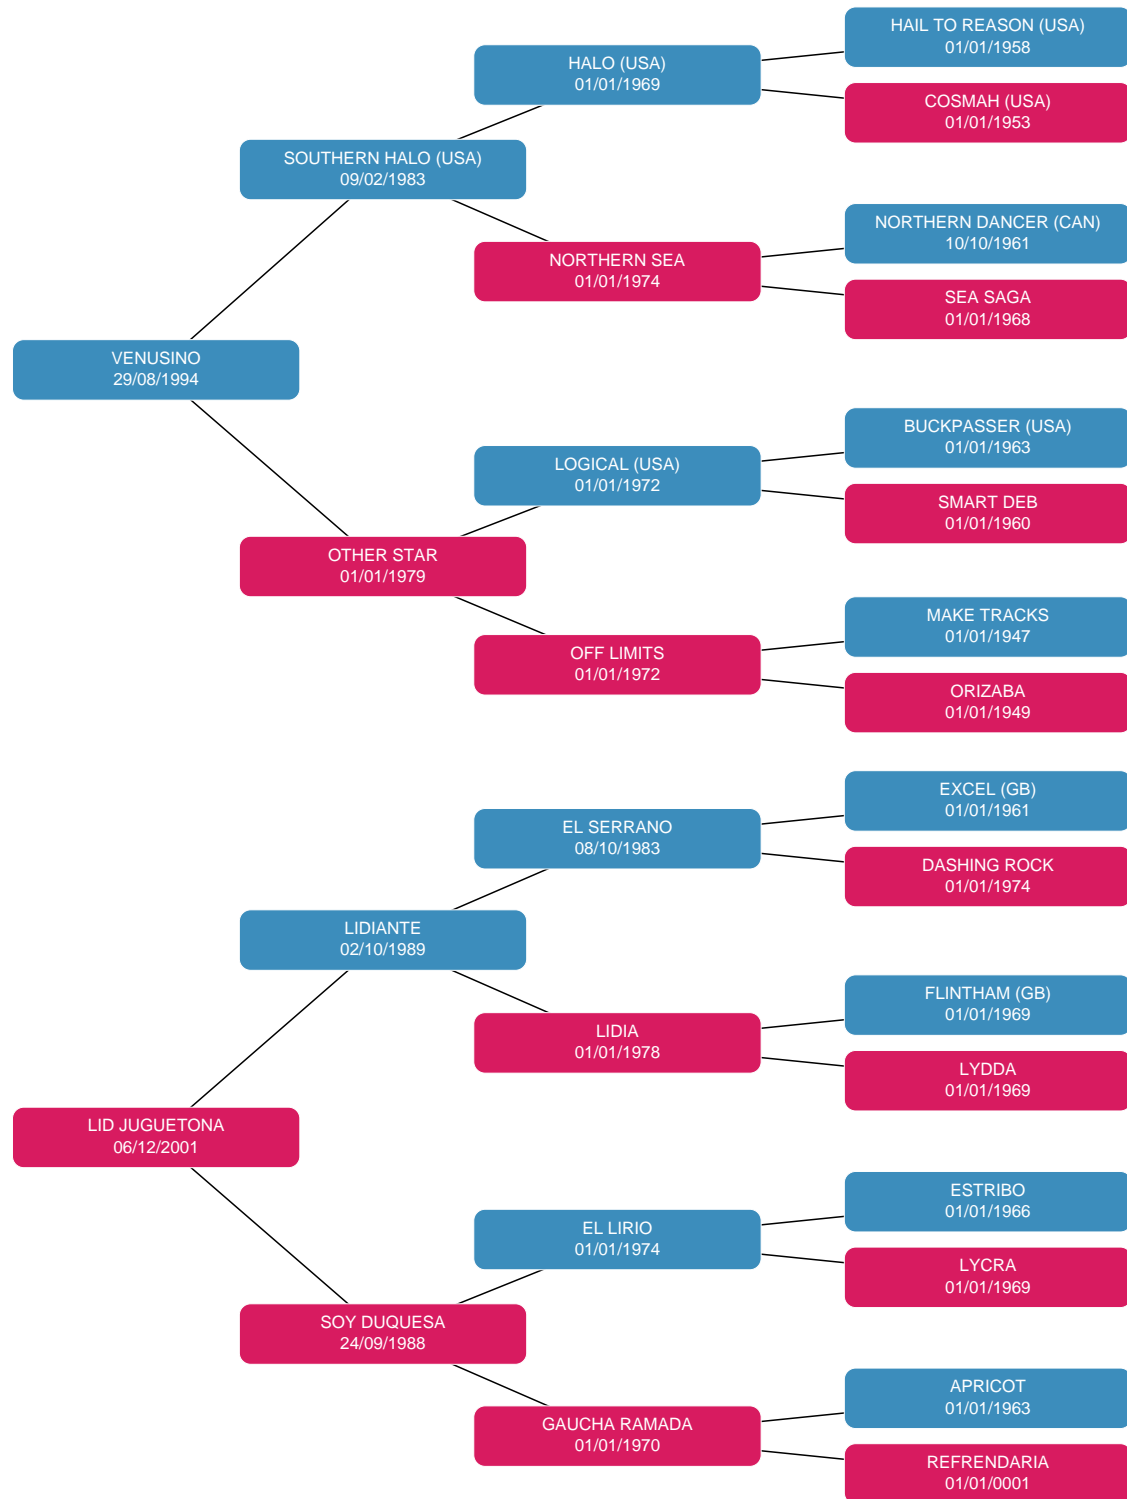 HAIL TO REASON (USA)
01/01/1958
HALO (USA)
01/01/1969
COSMAH (USA)
01/01/1953
SOUTHERN HALO (USA)
09/02/1983
NORTHERN DANCER (CAN)
10/10/1961
NORTHERN SEA
01/01/1974
SEA SAGA
01/01/1968
VENUSINO
29/08/1994
BUCKPASSER (USA)
01/01/1963
LOGICAL (USA)
01/01/1972
SMART DEB
01/01/1960
OTHER STAR
01/01/1979
MAKE TRACKS
01/01/1947
OFF LIMITS
01/01/1972
ORIZABA
01/01/1949
EXCEL (GB)
01/01/1961
EL SERRANO
08/10/1983
DASHING ROCK
01/01/1974
LIDIANTE
02/10/1989
FLINTHAM (GB)
01/01/1969
LIDIA
01/01/1978
LYDDA
01/01/1969
LID JUGUETONA
06/12/2001
ESTRIBO
01/01/1966
EL LIRIO
01/01/1974
LYCRA
01/01/1969
SOY DUQUESA
24/09/1988
APRICOT
01/01/1963
GAUCHA RAMADA
01/01/1970
REFRENDARIA
01/01/0001